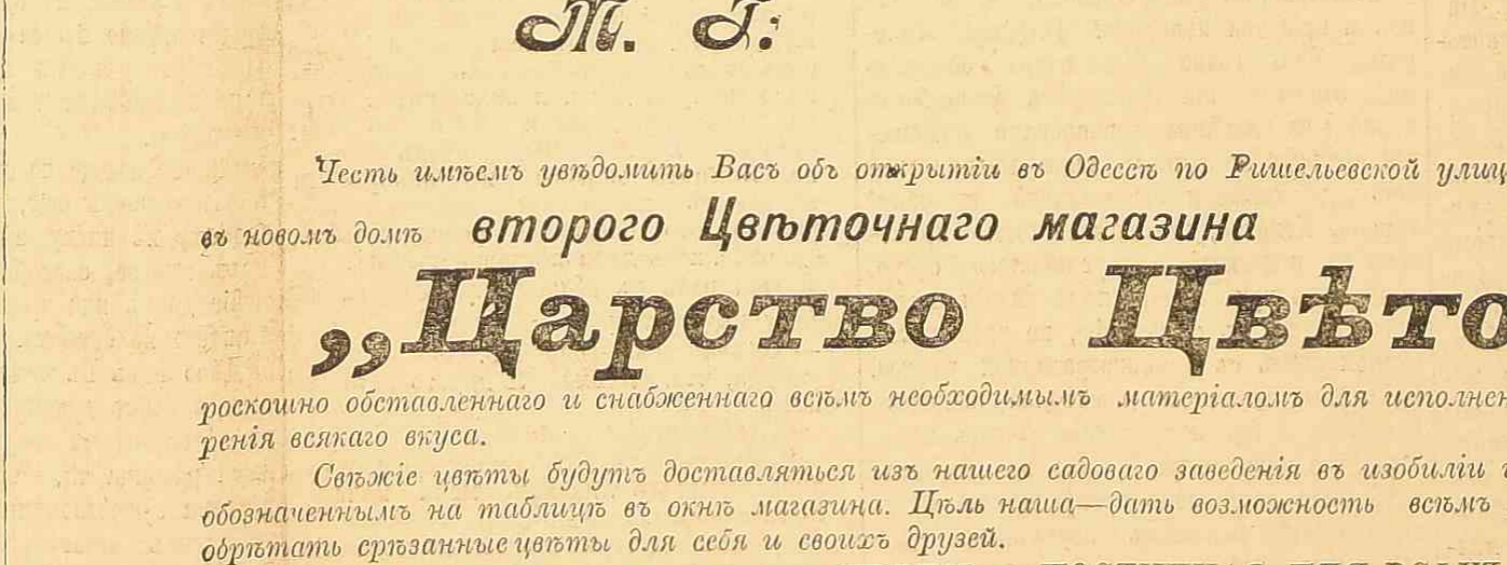 М. Г.
Честь имѣемъ увѣдомить Васъ объ открытіи въ Одессѣ по Ришельевской улиц
въ новомъ домѣ второго Цвѣточнаго магазина
„Царство Цвѣто
роскошно обставленнаго и снабженнаго всѣмъ необходимымъ матеріаломъ для исполнен
ренія всякаго вкуса.
Свѣжіе цвѣты будутъ доставляться изъ нашего садоваго заведенія въ изобиліи
обозначеннымъ на таблицѣ въ окнѣ магазина. Цѣль наша—дать возможность всѣмъ
обрѣтать срѣзанные цвѣты для себя и своихъ друзей.